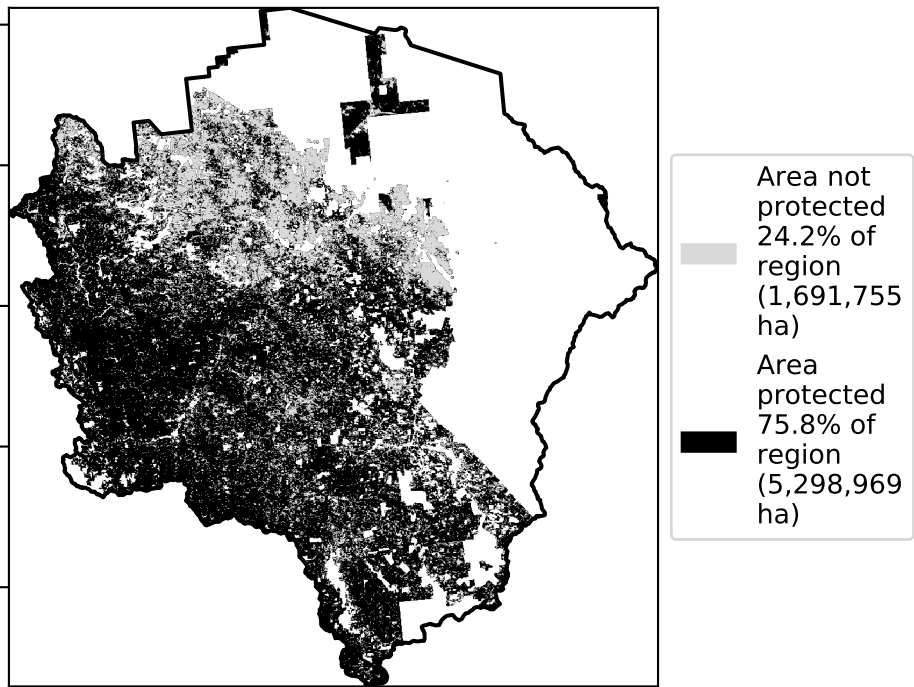 Area not
protected
24.2% of
region
(1,691,755
ha)
Area
protected
75.8% of
region
(5,298,969
ha)